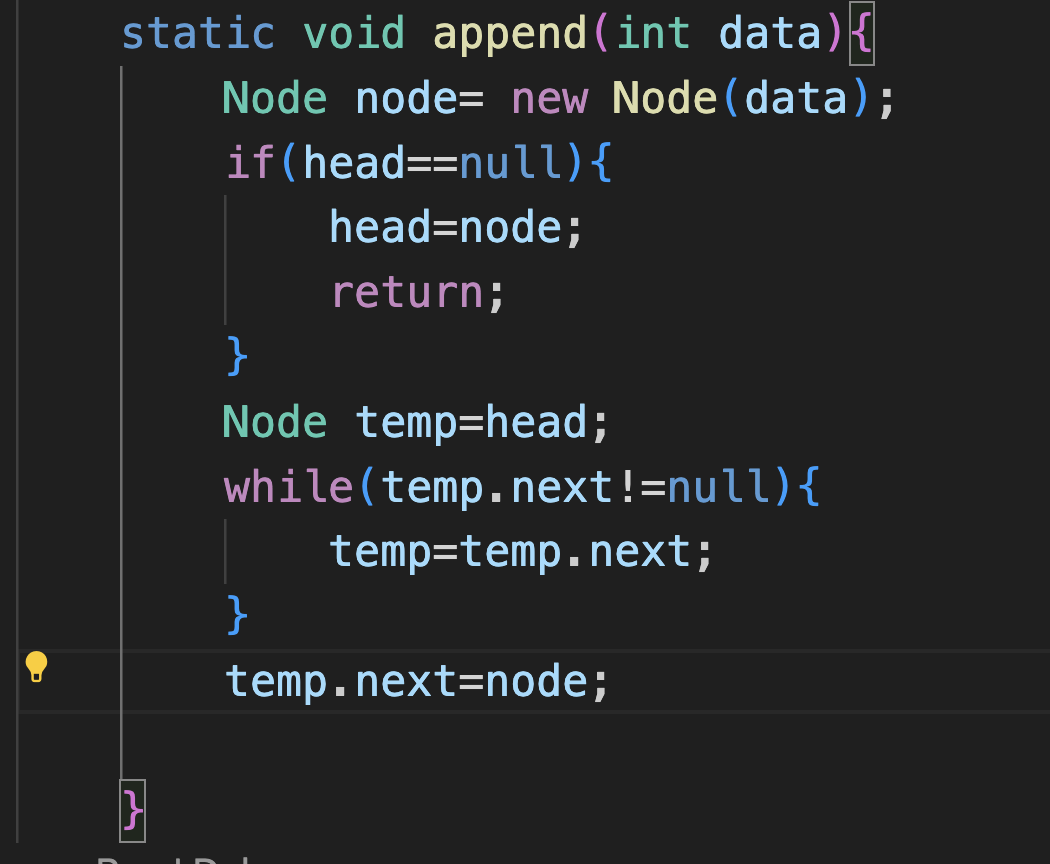 static void append(int data){
Node node= new Node(data);
if(head==null){
head=node;
return;
}
Node temp=head;
while(temp.next!=null){
temp=temp.next;
}
temp.next=node;
}